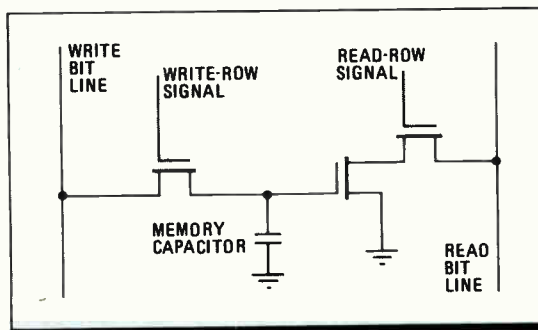 WRITE
BIT
LINE
WRITE-ROW
SIGNAL
READ-ROW
SIGNAL
MEMORY
CAPACITOR
READ
BIT
LINE